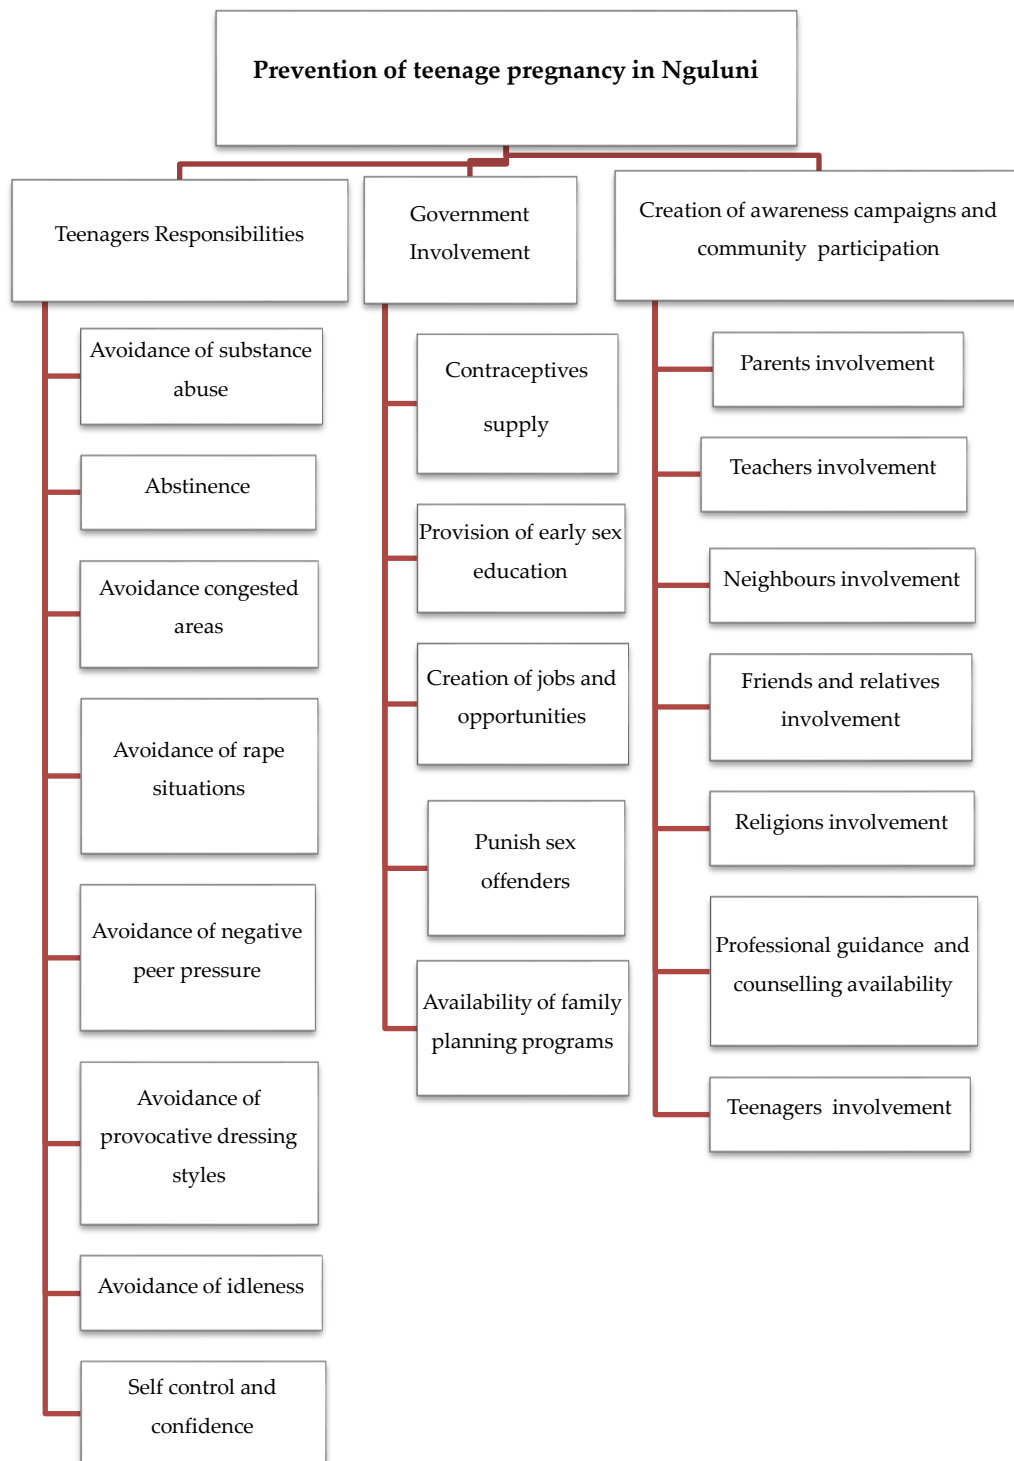 Prevention of teenage pregnancy in Nguluni
Teenagers Responsibilities
Avoidance of substance
abuse
Abstinence
Avoidance congested
areas
Avoidance of rape
situations
Avoidance of negative
peer pressure
Avoidance of
provocative dressing
styles
Avoidance of idleness
Self control and
confidence
Government
Involvement
Contraceptives
supply
Provision of early sex
education
Creation of jobs and
opportunities
Punish sex
offenders
Availability of family
planning programs
Creation of awareness campaigns and
community participation
Parents involvement
Teachers involvement
Neighbours involvement
Friends and relatives
involvement
Religions involvement
Professional guidance and
counselling availability
Teenagers involvement